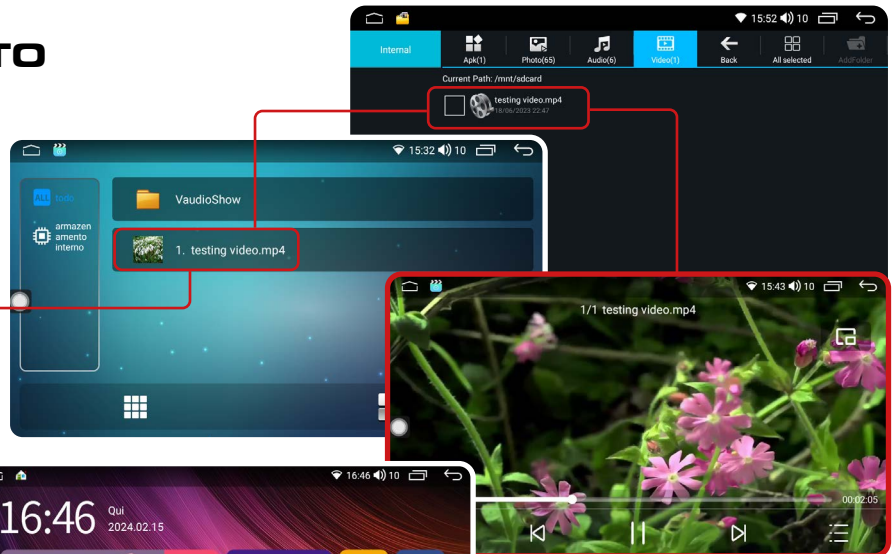 TO
15:52 10
Internal
Apk(1) Photo(65) Audio(6) Video(1) Back All selected AddFolder
Current Path: /mnt/sdcard
testing video.mp4
18/06/2023 22:47
15:32 10
ALL todo
VaudioShow
armazen
amento
interno
1. testing video.mp4
15:43 10
1/1 testing video.mp4
00:02:05
16:46 10
16:46
Qui
2024.02.15